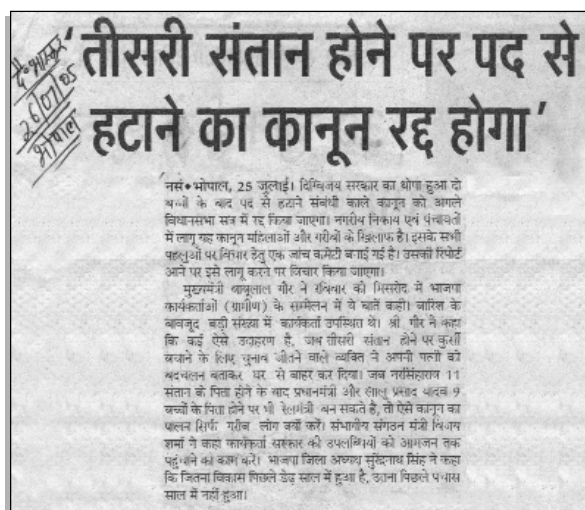 दै. भास्कर
26/07/05
भोपाल
'तीसरी संतान होने पर पद से
हटाने का कानून रद्द होगा'
नसं•भोपाल, 25 जुलाई। दिग्विजय सरकार का थोपा हुआ दो
बच्चों के बाद पद से हटाने संबंधी काले कानून को अगले
विधानसभा सत्र में रद्द किया जाएगा। नगरीय निकाय एवं पंचायतों
में लागू यह कानून महिलाओं और गरीबों के खिलाफ है। इसके सभी
पहलुओं पर विचार हेतु एक जांच कमेटी बनाई गई है। उसकी रिपोर्ट
आने पर इसे लागू करने पर विचार किया जाएगा।
मुख्यमंत्री बाबूलाल गौर ने रविवार को मिसरोद में भाजपा
कार्यकर्ताओं (ग्रामीण) के सम्मेलन में ये बातें कही। बारिश के
बावजूद बड़ी संख्या में कार्यकर्ता उपस्थित थे। श्री गौर ने कहा
कि कई ऐसे उदाहरण है, जब तीसरी संतान होने पर कुर्सी
बचाने के लिए चुनाव जीतने वाले व्यक्ति ने अपनी पत्नी को
बदचलन बताकर घर से बाहर कर दिया। जब नरसिंहाराव 11
संतान के पिता होने के बाद प्रधानमंत्री और लालू प्रसाद यादव 9
बच्चों के पिता होने पर भी रेलमंत्री बन सकते है, तो ऐसे कानून का
पालन सिर्फ गरीब लोग क्यों करें। संभागीय संगठन मंत्री विजय
शर्मा ने कहा कार्यकर्ता सरकार की उपलब्धियों को आमजन तक
पहुंचाने का काम करें। भाजपा जिला अध्यक्ष सुरेंद्रनाथ सिंह ने कहा
कि जितना विकास पिछले डेढ़ साल में हुआ है, उतना पिछले पचास
साल में नहीं हुआ।